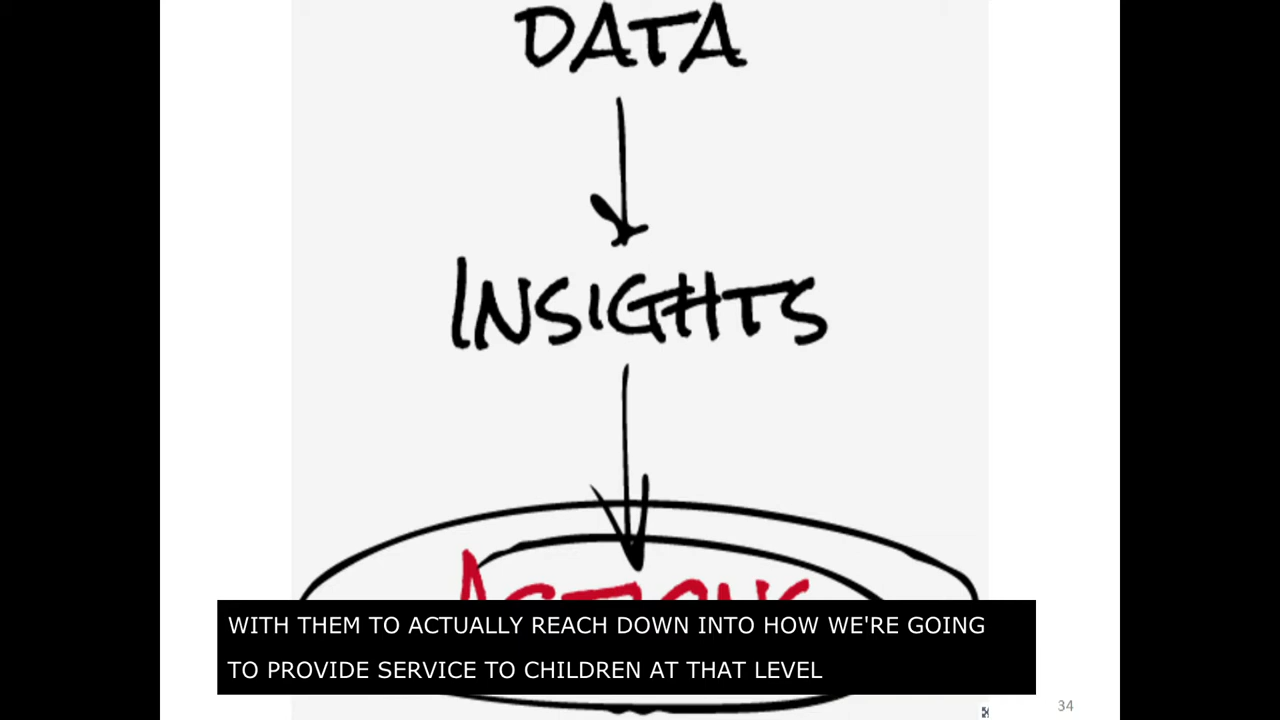 DATA
INSIGHTS
ACTIONS
WITH THEM TO ACTUALLY REACH DOWN INTO HOW WE'RE GOING
TO PROVIDE SERVICE TO CHILDREN AT THAT LEVEL
34